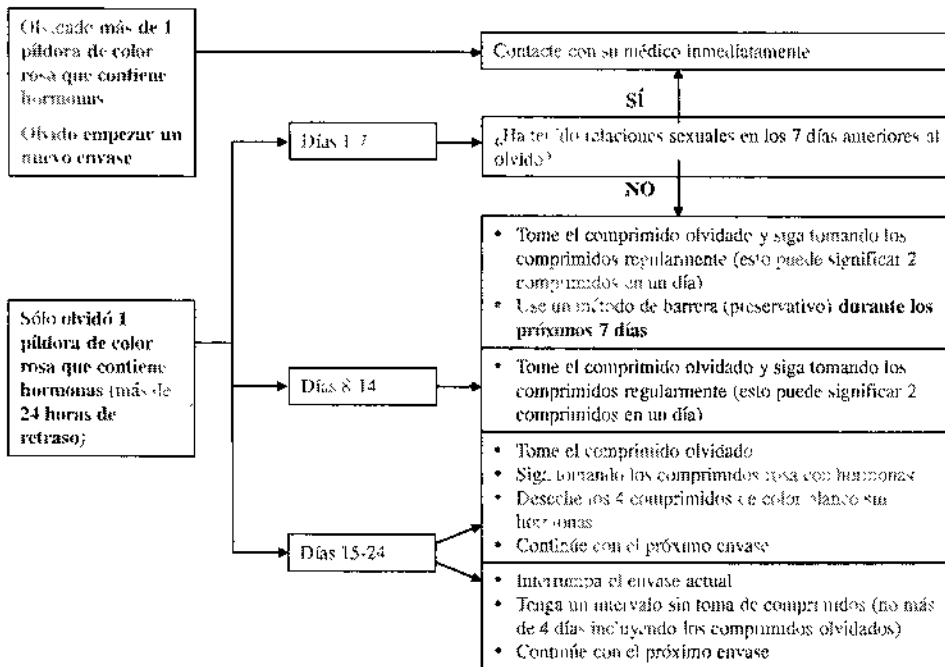 más de 1
píldora de color
rosa que contiene
hormonas
Olvidó empezar un
nuevo envase
Contacte con su médico inmediatamente
SÍ
Días 1-7
¿Ha tenido relaciones sexuales en los 7 días anteriores al
olvido?
NO
• Tome el comprimido olvidado y siga tomando los
comprimidos regularmente (esto puede significar 2
comprimidos en un día)
• Use un método de barrera (preservativo) durante los
próximos 7 días
Sólo olvidó 1
píldora de color
rosa que contiene
hormonas (más de
24 horas de
retraso)
Días 8-14
• Tome el comprimido olvidado y siga tomando los
comprimidos regularmente (esto puede significar 2
comprimidos en un día)
Días 15-24
• Tome el comprimido olvidado
• Siga tomando los comprimidos rosa con hormonas
• Deseche los 4 comprimidos de color blanco sin
hormonas
• Continúe con el próximo envase
• Interrumpa el envase actual
• Tenga un intervalo sin toma de comprimidos (no más
de 4 días incluyendo los comprimidos olvidados)
• Continúe con el próximo envase